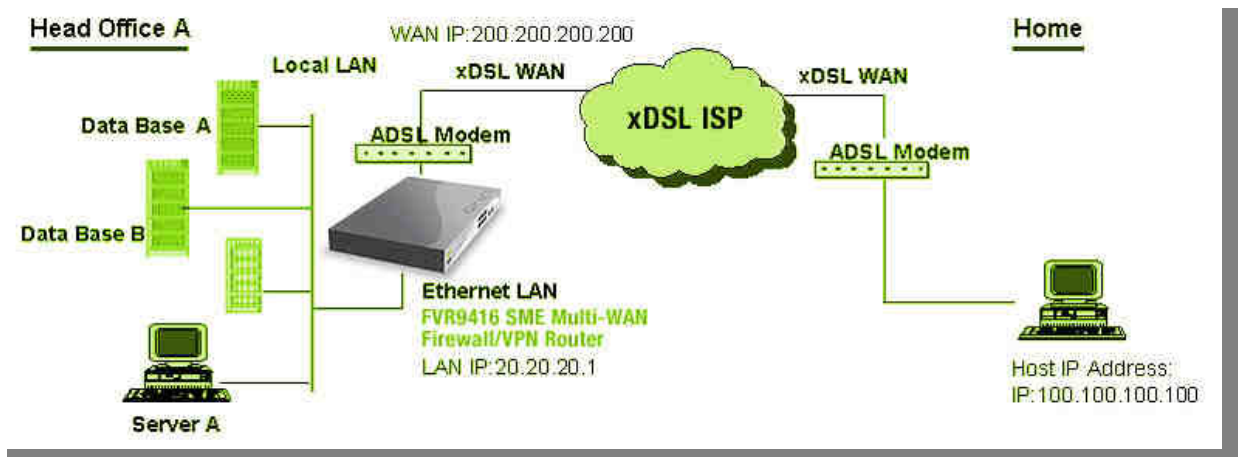 Head Office A
WAN IP:200.200.200.200
Home
Local LAN
xDSL WAN
xDSL WAN
xDSL ISP
Data Base A
ADSL Modem
ADSL Modem
Data Base B
Ethernet LAN
FVR9416 SME Multi-WAN
Firewall/VPN Router
LAN IP:20.20.20.1
Host IP Address:
IP:100.100.100.100
Server A